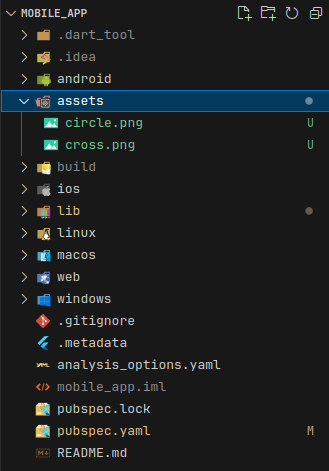 MOBILE_APP
.dart_tool
.idea
android
assets
circle.png U
cross.png U
build
ios
lib
linux
macos
web
windows
.gitignore
.metadata
analysis_options.yaml
mobile_app.iml
pubspec.lock
pubspec.yaml M
README.md